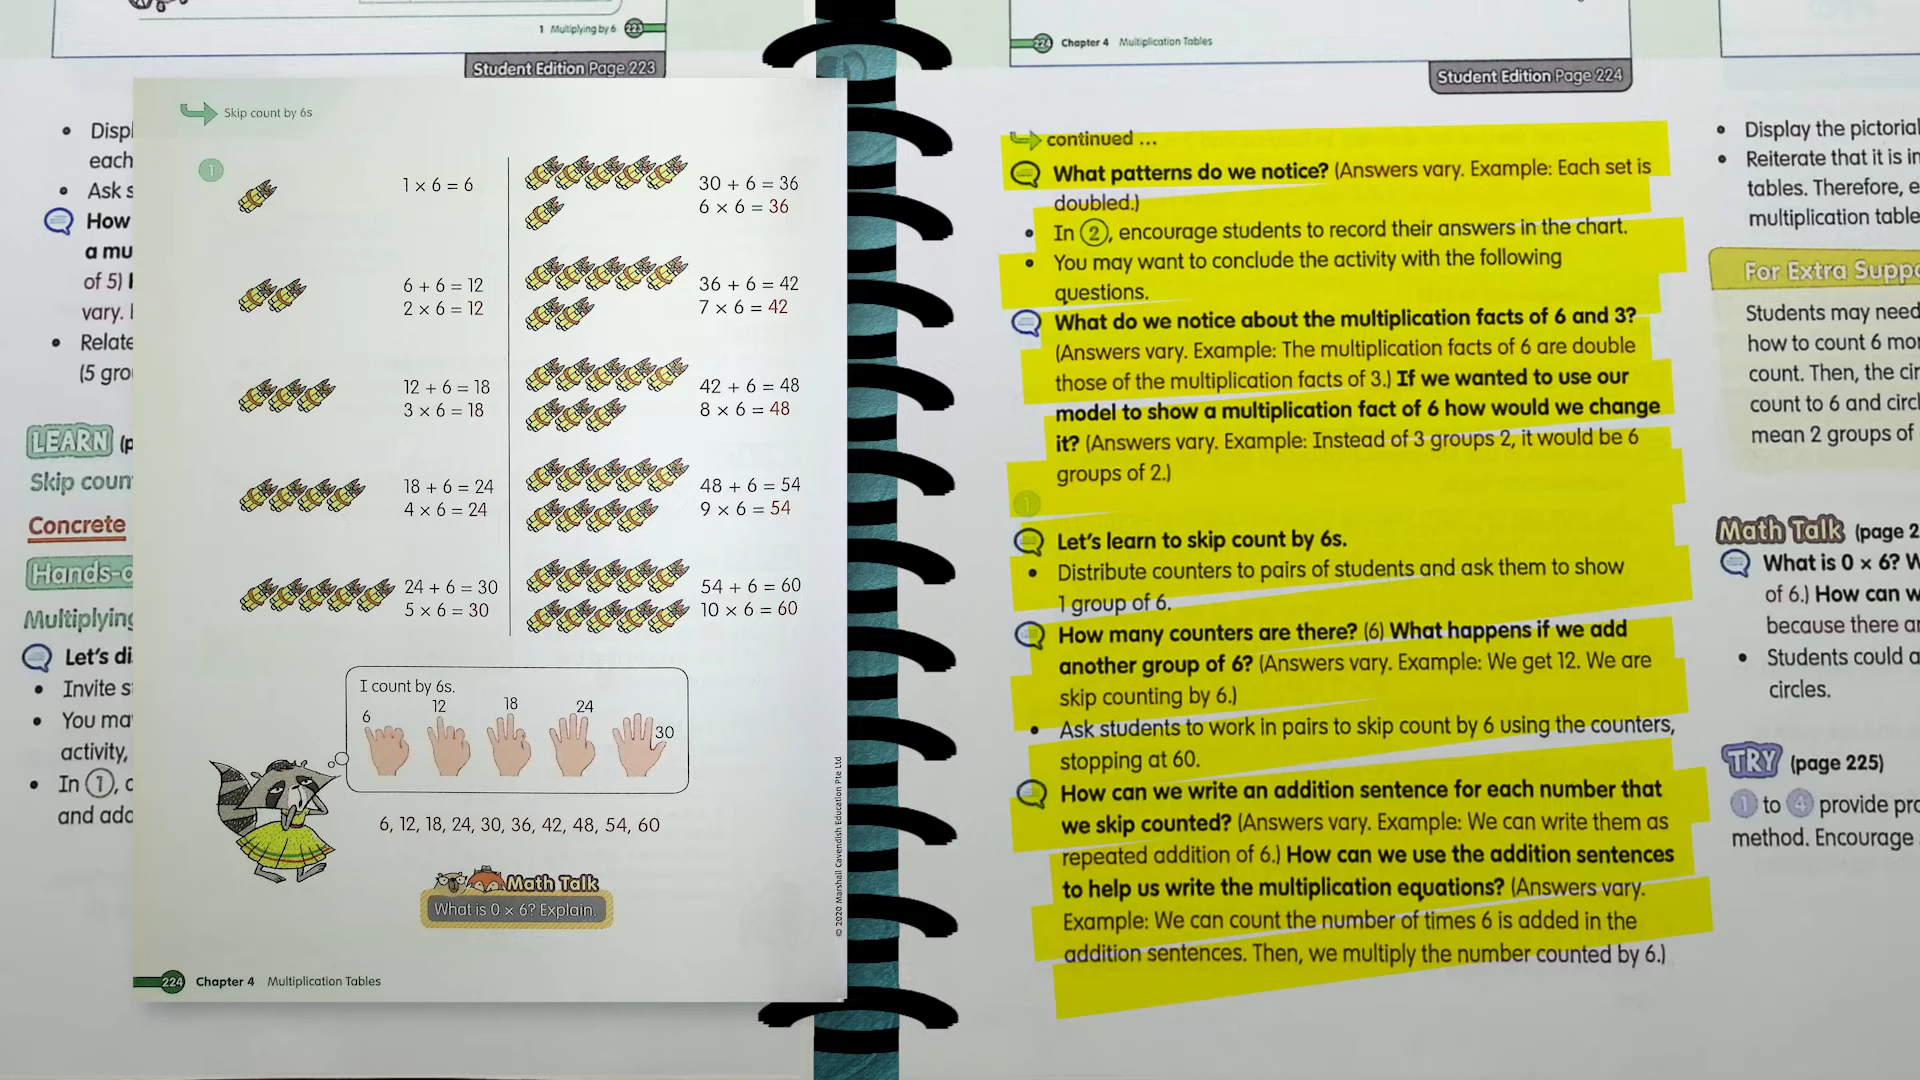 1 Multiplying by 6 223
Student Edition Page 223
each
• Ask
How
a mu
of 5)
vary.
• Relate
(5 gro
LEARN
Skip coun
Concrete
Hands-o
Multiplying
Let's di
• Invite s
• You ma
activity,
• In 1,
and add
Skip count by 6s
1
1 × 6 = 6
6 + 6 = 12
2 × 6 = 12
12 + 6 = 18
3 × 6 = 18
18 + 6 = 24
4 × 6 = 24
24 + 6 = 30
5 × 6 = 30
30 + 6 = 36
6 × 6 = 36
36 + 6 = 42
7 × 6 = 42
42 + 6 = 48
8 × 6 = 48
48 + 6 = 54
9 × 6 = 54
54 + 6 = 60
10 × 6 = 60
I count by 6s.
6 12 18 24 30
6, 12, 18, 24, 30, 36, 42, 48, 54, 60
Math Talk
What is 0 × 6? Explain.
© 2020 Marshall Cavendish Education Pte Ltd
224 Chapter 4 Multiplication Tables
224 Chapter 4 Multiplication Tables
Student Edition Page 224
continued ...
What patterns do we notice? (Answers vary. Example: Each set is
doubled.)
• In 2, encourage students to record their answers in the chart.
• You may want to conclude the activity with the following
questions.
What do we notice about the multiplication facts of 6 and 3?
(Answers vary. Example: The multiplication facts of 6 are double
those of the multiplication facts of 3.) If we wanted to use our
model to show a multiplication fact of 6 how would we change
it? (Answers vary. Example: Instead of 3 groups 2, it would be 6
groups of 2.)
1
Let's learn to skip count by 6s.
• Distribute counters to pairs of students and ask them to show
1 group of 6.
How many counters are there? (6) What happens if we add
another group of 6? (Answers vary. Example: We get 12. We are
skip counting by 6.)
• Ask students to work in pairs to skip count by 6 using the counters,
stopping at 60.
How can we write an addition sentence for each number that
we skip counted? (Answers vary. Example: We can write them as
repeated addition of 6.) How can we use the addition sentences
to help us write the multiplication equations? (Answers vary.
Example: We can count the number of times 6 is added in the
addition sentences. Then, we multiply the number counted by 6.)
• Display the pictorial
• Reiterate that it is
tables. Therefore,
multiplication table
For Extra Suppo
Students may need
how to count 6 mor
count. Then, the cir
count to 6 and circl
mean 2 groups of
Math Talk (page 2
What is 0 × 6?
of 6.) How can
because there
• Students could
circles.
TRY (page 225)
1 to 4 provide pro
method. Encourage